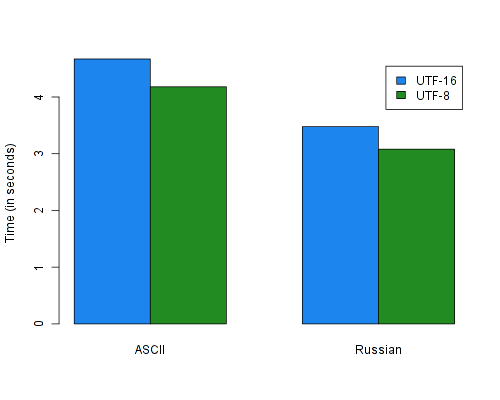 UTF-16
UTF-8
Time (in seconds)
4
3
2
1
0
ASCII
Russian